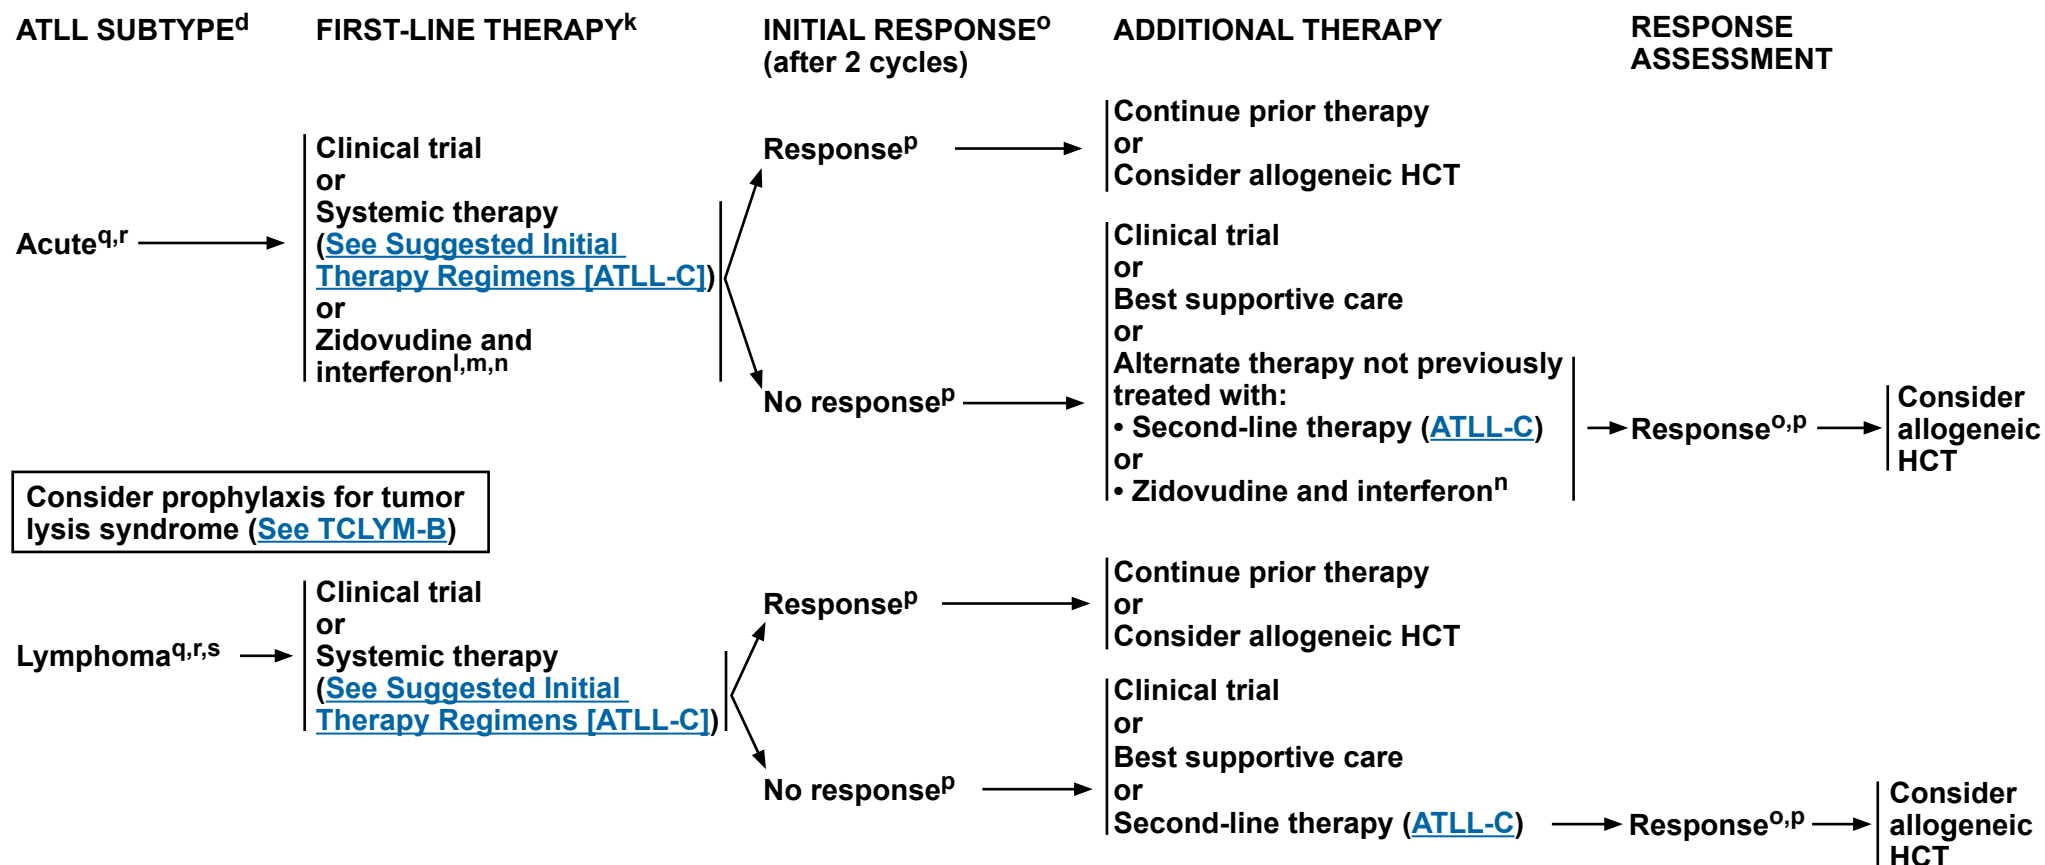 ATLL SUBTYPEd
FIRST-LINE THERAPYk
INITIAL RESPONSEo
(after 2 cycles)
ADDITIONAL THERAPY
RESPONSE
ASSESSMENT
Acuteq,r
Clinical trial
or
Systemic therapy
(See Suggested Initial
Therapy Regimens [ATLL-C])
or
Zidovudine and
interferonl,m,n
Responsep
Continue prior therapy
or
Consider allogeneic HCT
No responsep
Clinical trial
or
Best supportive care
or
Alternate therapy not previously
treated with:
• Second-line therapy (ATLL-C)
or
• Zidovudine and interferonn
Responseo,p
Consider
allogeneic
HCT
Consider prophylaxis for tumor
lysis syndrome (See TCLYM-B)
Lymphomaq,r,s
Clinical trial
or
Systemic therapy
(See Suggested Initial
Therapy Regimens [ATLL-C])
Responsep
Continue prior therapy
or
Consider allogeneic HCT
No responsep
Clinical trial
or
Best supportive care
or
Second-line therapy (ATLL-C)
Responseo,p
Consider
allogeneic
HCT